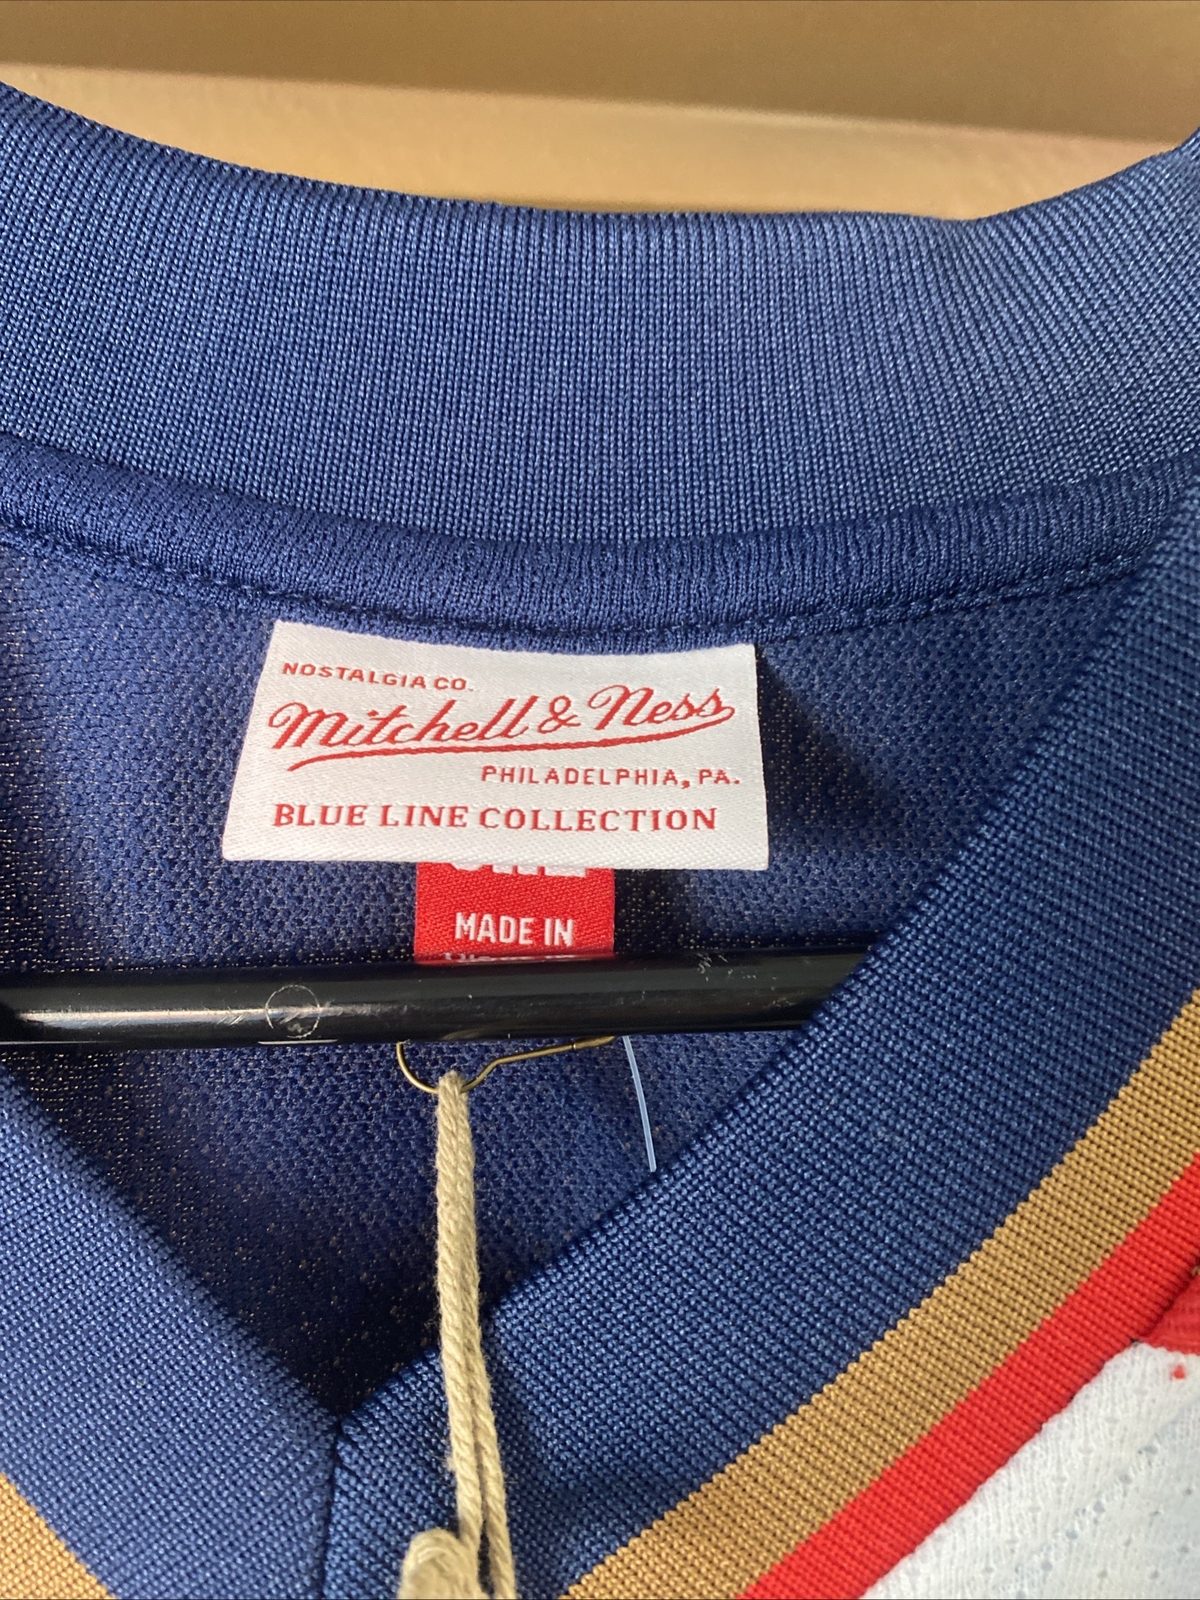 NOSTALGIA CO.
Mitchell & Ness
PHILADELPHIA, PA.
BLUE LINE COLLECTION
MADE IN